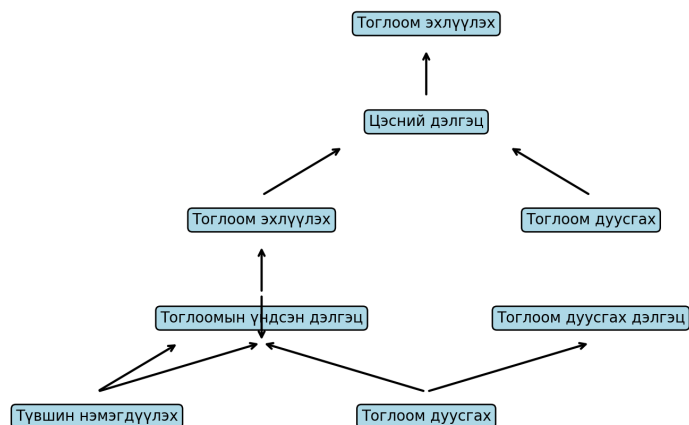 Тоглоом эхлүүлэх
Цэсний дэлгэц
Тоглоом эхлүүлэх
Тоглоом дуусгах
Тоглоомын үндсэн дэлгэц
Тоглоом дуусгах дэлгэц
Түвшин нэмэгдүүлэх
Тоглоом дуусгах